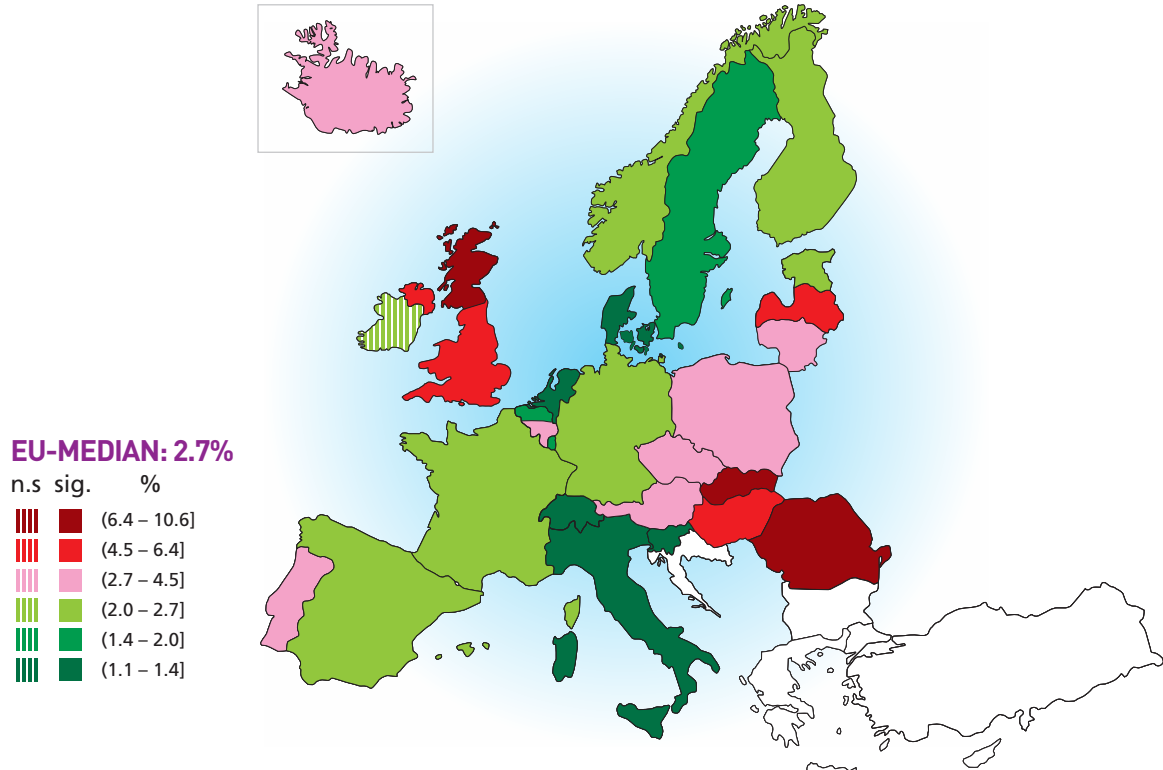 EU-MEDIAN: 2.7%
n.s sig. %
(6.4 – 10.6]
(4.5 – 6.4]
(2.7 – 4.5]
(2.0 – 2.7]
(1.4 – 2.0]
(1.1 – 1.4]